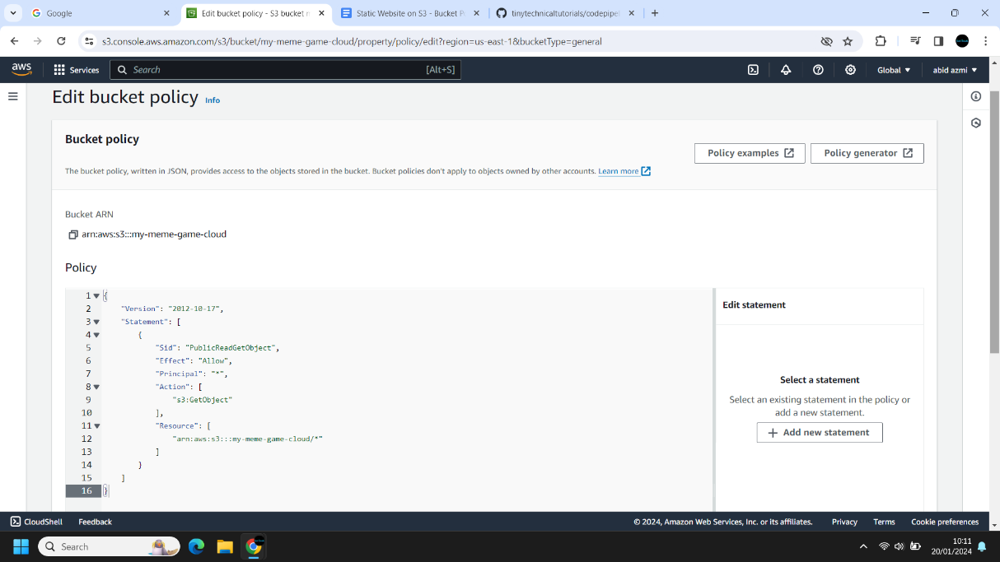 Google
Edit bucket policy - S3 bucket m
Static Website on S3 - Bucket Po
tinytechnicaltutorials/codepipel
s3.console.aws.amazon.com/s3/bucket/my-meme-game-cloud/property/policy/edit?region=us-east-1&bucketType=general
aws
Services
Search
[Alt+S]
Global
abid azmi
Edit bucket policy Info
Bucket policy
Policy examples
Policy generator
The bucket policy, written in JSON, provides access to the objects stored in the bucket. Bucket policies don't apply to objects owned by other accounts. Learn more
Bucket ARN
arn:aws:s3:::my-meme-game-cloud
Policy
1 {
2 "Version": "2012-10-17",
3 "Statement": [
4 {
5 "Sid": "PublicReadGetObject",
6 "Effect": "Allow",
7 "Principal": "*",
8 "Action": [
9 "s3:GetObject"
10 ],
11 "Resource": [
12 "arn:aws:s3:::my-meme-game-cloud/*"
13 ]
14 }
15 ]
16 }
Edit statement
Select a statement
Select an existing statement in the policy or
add a new statement.
Add new statement
CloudShell
Feedback
© 2024, Amazon Web Services, Inc. or its affiliates.
Privacy
Terms
Cookie preferences
Search
10:11
20/01/2024